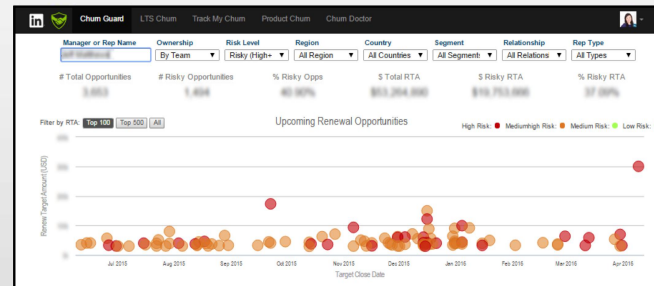 in Churn Guard LTS Churn Track My Churn Product Churn Churn Doctor
Manager or Rep Name Ownership Risk Level Region Country Segment Relationship Rep Type
By Team Risky (High+ All Region All Countries All Segments All Relations All Types
# Total Opportunities # Risky Opportunities % Risky Opps $ Total RTA $ Risky RTA % Risky RTA
Filter by RTA: Top 100 Top 500 All
Upcoming Renewal Opportunities
High Risk: Mediumhigh Risk: Medium Risk: Low Risk:
Renew Target Amount (USD)
Jul 2015 Aug 2015 Sep 2015 Oct 2015 Nov 2015 Dec 2015 Jan 2016 Feb 2016 Mar 2016 Apr 2016
Target Close Date